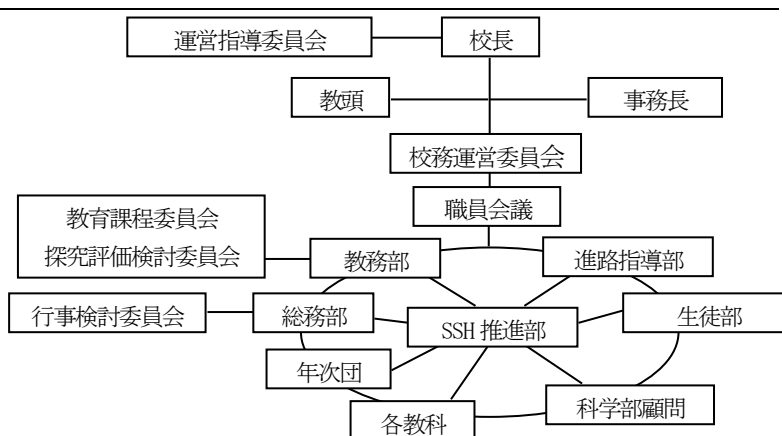 運営指導委員会
校長
教頭
事務長
校務運営委員会
職員会議
教育課程委員会
探究評価検討委員会
教務部
進路指導部
行事検討委員会
総務部
SSH 推進部
生徒部
年次団
各教科
科学部顧問